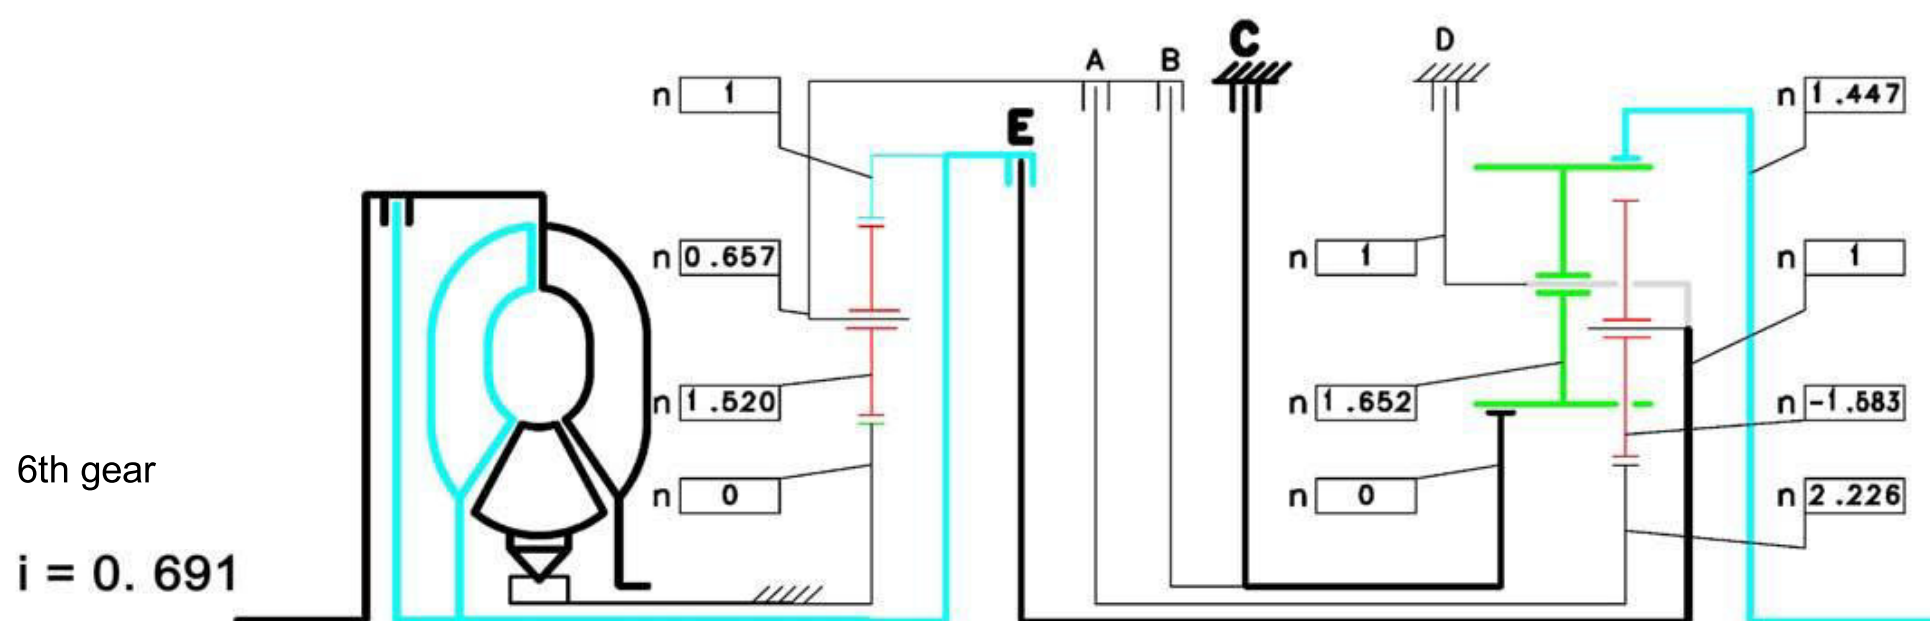 A B C D
E
n 1
n 0.657
n 1.520
n 0
n 1
n 1.652
n 0
n 1.447
n 1
n -1.583
n 2.226
6th gear
i = 0. 691